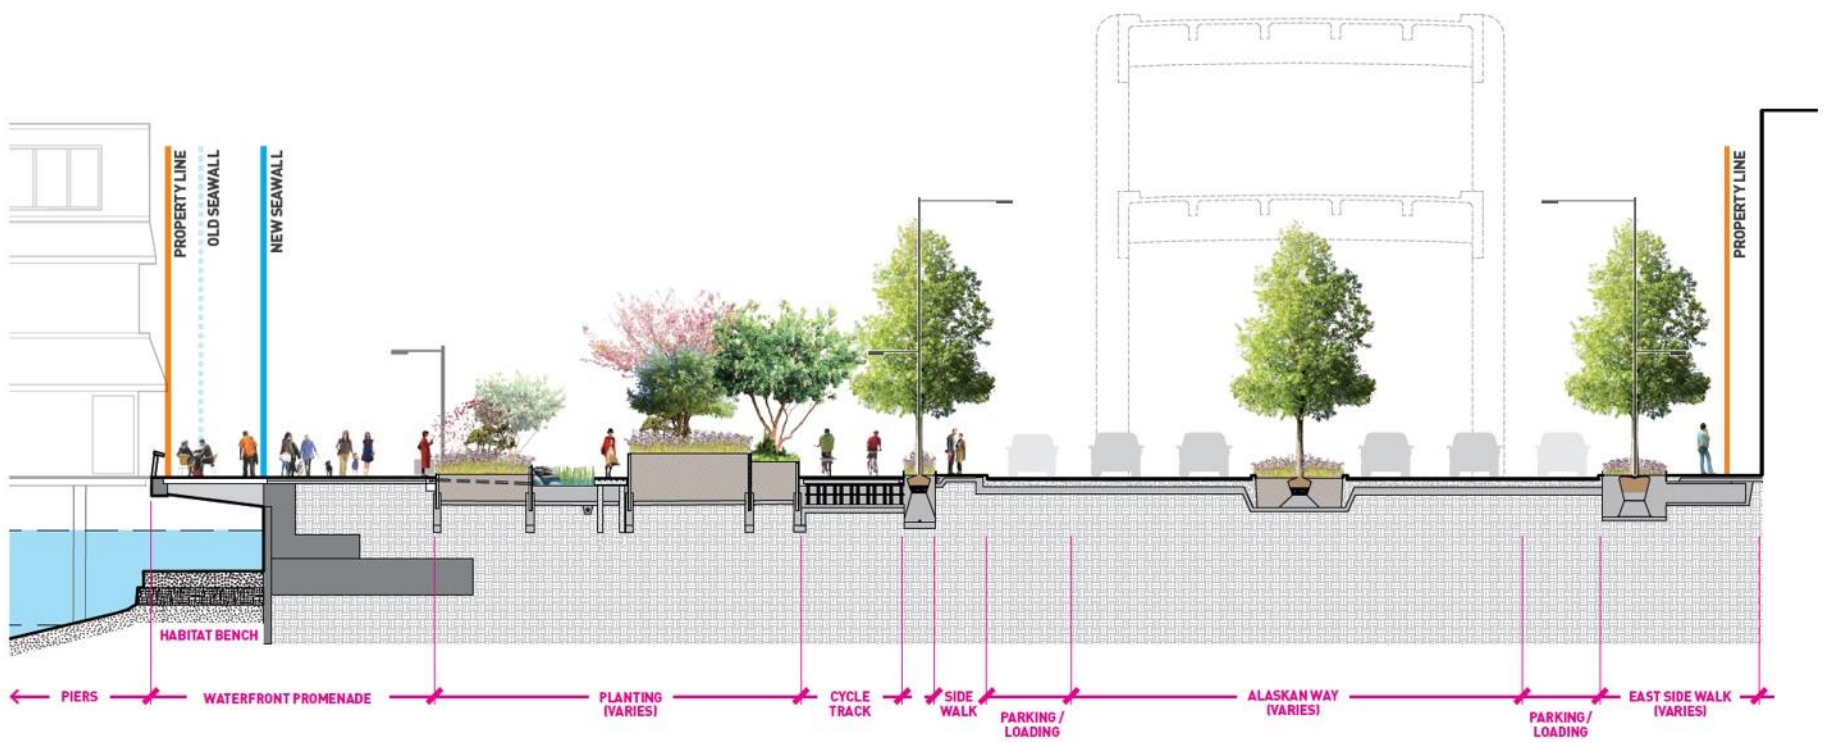 PROPERTY LINE
OLD SEAWALL
NEW SEAWALL
PROPERTY LINE
HABITAT BENCH
PIERS
WATERFRONT PROMENADE
PLANTING
(VARIES)
CYCLE
TRACK
SIDE
WALK
PARKING /
LOADING
ALASKAN WAY
(VARIES)
PARKING /
LOADING
EAST SIDE WALK
(VARIES)